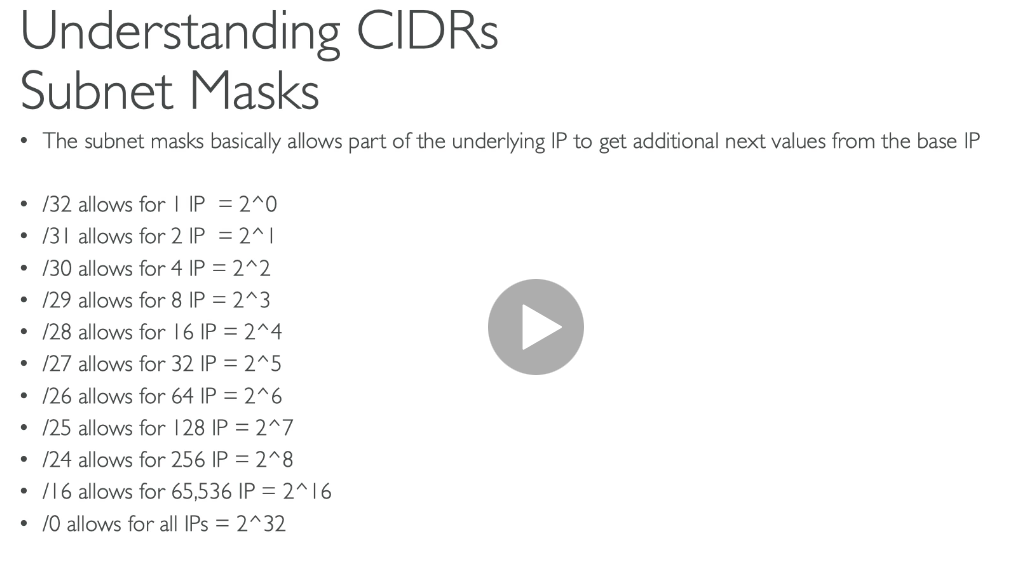 Understanding CIDRs
Subnet Masks
• The subnet masks basically allows part of the underlying IP to get additional next values from the base IP
• /32 allows for 1 IP = 2^0
• /31 allows for 2 IP = 2^1
• /30 allows for 4 IP = 2^2
• /29 allows for 8 IP = 2^3
• /28 allows for 16 IP = 2^4
• /27 allows for 32 IP = 2^5
• /26 allows for 64 IP = 2^6
• /25 allows for 128 IP = 2^7
• /24 allows for 256 IP = 2^8
• /16 allows for 65,536 IP = 2^16
• /0 allows for all IPs = 2^32